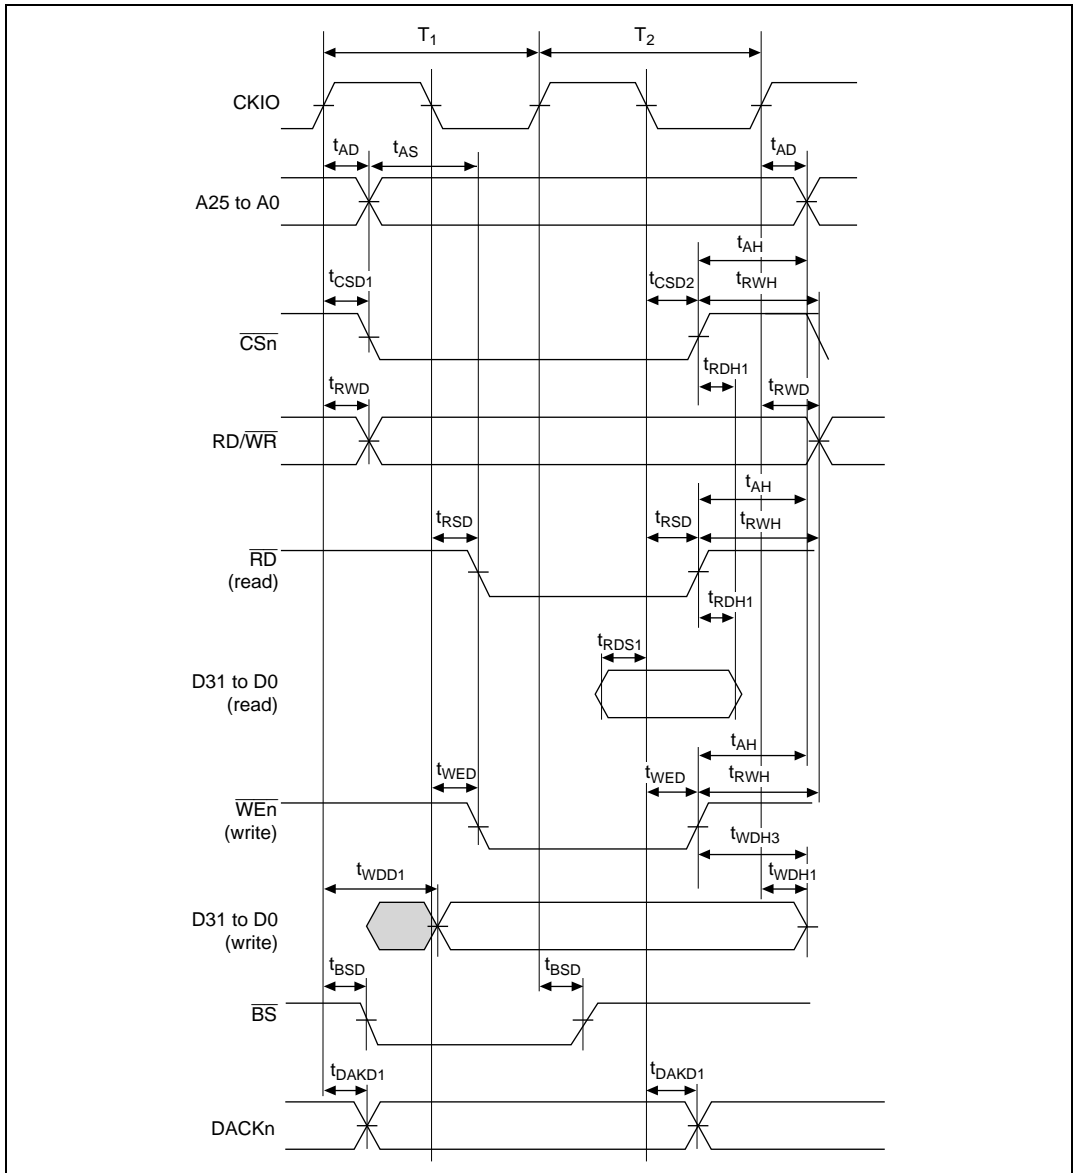 T1 T2
CKIO
tAD tAS tAD
A25 to A0
tAH
tCSD1 tCSD2 tRWH
CSn
tRDH1
tRWD tRWD
RD/WR
tAH
tRSD tRSD tRWH
RD
(read)
tRDH1
tRDS1
D31 to D0
(read)
tAH
tWED tWED tRWH
WEn
(write)
tWDH3
tWDD1 tWDH1
D31 to D0
(write)
tBSD tBSD
BS
tDAKD1 tDAKD1
DACKn